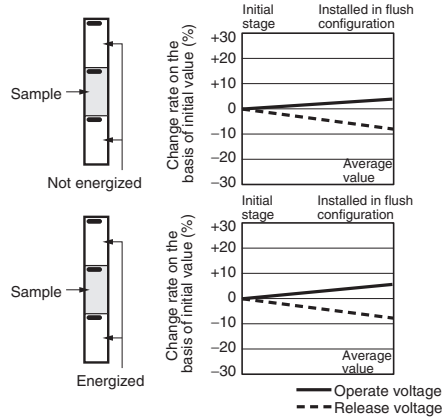 Sample
Not energized
Change rate on the
basis of initial value (%)
Initial
stage
Installed in flush
configuration
+30
+20
+10
0
−10
−20
−30
Average
value
Sample
Energized
Change rate on the
basis of initial value (%)
Initial
stage
Installed in flush
configuration
+30
+20
+10
0
−10
−20
−30
Average
value
Operate voltage
Release voltage